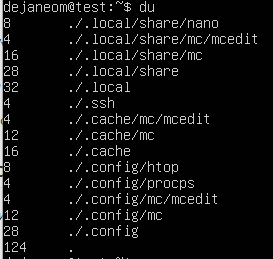 dejaneom@test:~$ du
8 ./.local/share/nano
4 ./.local/share/mc/mcedit
16 ./.local/share/mc
28 ./.local/share
32 ./.local
4 ./.ssh
4 ./.cache/mc/mcedit
12 ./.cache/mc
16 ./.cache
8 ./.config/htop
4 ./.config/procps
4 ./.config/mc/mcedit
12 ./.config/mc
28 ./.config
124 .